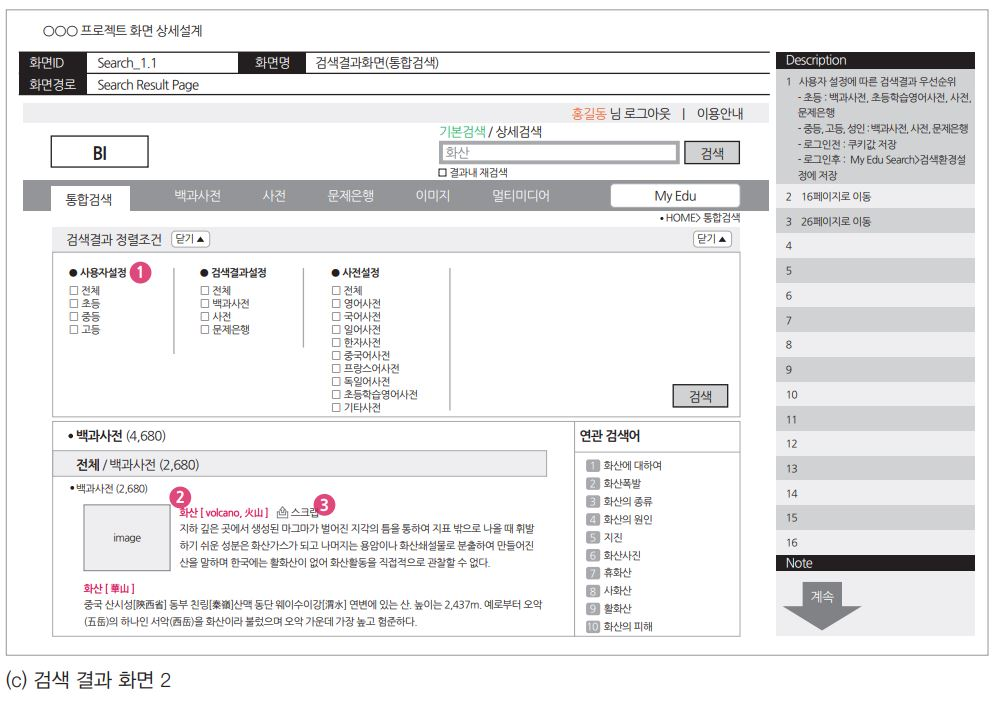 ○○○ 프로젝트 화면 상세설계
화면ID Search_1.1 화면명 검색결과화면(통합검색)
화면경로 Search Result Page
홍길동 님 로그아웃 | 이용안내
기본검색 / 상세검색
BI
화산 검색
□ 결과내 재검색
통합검색 백과사전 사전 문제은행 이미지 멀티미디어 My Edu
• HOME> 통합검색
검색결과 정렬조건 닫기▲ 닫기▲
● 사용자설정 1
□ 전체
□ 초등
□ 중등
□ 고등
● 검색결과설정
□ 전체
□ 백과사전
□ 사전
□ 문제은행
● 사전설정
□ 전체
□ 영어사전
□ 국어사전
□ 일어사전
□ 한자사전
□ 중국어사전
□ 프랑스어사전
□ 독일어사전
□ 초등학습영어사전
□ 기타사전
검색
• 백과사전 (4,680)
전체 / 백과사전 (2,680)
• 백과사전 (2,680)
2 3
image
화산 [ volcano, 火山 ] 스크랩
지하 깊은 곳에서 생성된 마그마가 벌어진 지각의 틈을 통하여 지표 밖으로 나올 때 휘발
하기 쉬운 성분은 화산가스가 되고 나머지는 용암이나 화산쇄설물로 분출하여 만들어진
산을 말하며 한국에는 활화산이 없어 화산활동을 직접적으로 관찰할 수 없다.
화산 [ 華山 ]
중국 산시성[陝西省] 동부 친링[秦嶺]산맥 동단 웨이수이강[渭水] 연변에 있는 산. 높이는 2,437m. 예로부터 오악
(五岳)의 하나인 서악(西岳)을 화산이라 불렀으며 오악 가운데 가장 높고 험준하다.
연관 검색어
1 화산에 대하여
2 화산폭발
3 화산의 종류
4 화산의 원인
5 지진
6 화산사진
7 휴화산
8 사화산
9 활화산
10 화산의 피해
Description
1 사용자 설정에 따른 검색결과 우선순위
- 초등 : 백과사전, 초등학습영어사전, 사전,
문제은행
- 중등, 고등, 성인 : 백과사전, 사전, 문제은행
- 로그인전 : 쿠키값 저장
- 로그인후 : My Edu Search>검색환경설
정에 저장
2 16페이지로 이동
3 26페이지로 이동
4
5
6
7
8
9
10
11
12
13
14
15
16
Note
계속
(c) 검색 결과 화면 2